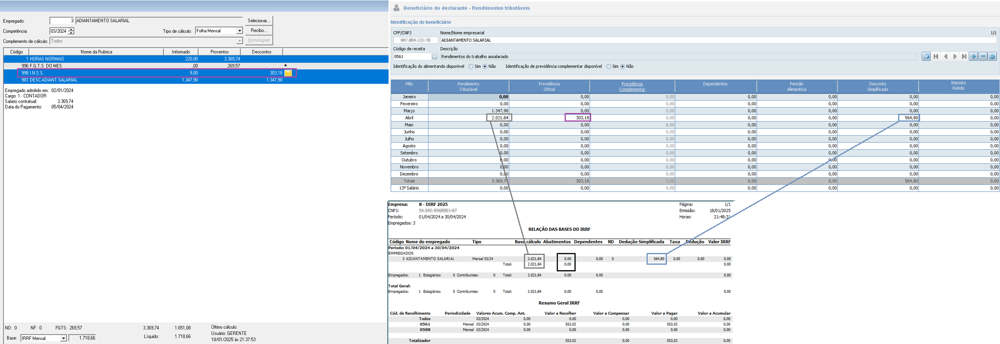 Empregado: 3 ADIANTAMENTO SALARIAL Selecionar...
Competência: 03/2024 Tipo de cálculo: Folha Mensal Recibo...
Complemento de cálculo: Todos Homolognet
Código Nome da Rubrica Informado Proventos Descontos
1 HORAS NORMAIS 220,00 3.369,74
996 F.G.T.S DO MES ,00 269,57 *
998 I.N.S.S. 9,00 303,18
981 DESC.ADIANT.SALARIAL 1.347,90 1.347,90
Empregado admitido em: 02/01/2024
Cargo: 1 - CONTADOR
Salario contratual: 3.369,74
Data do Pagamento: 05/04/2024
ND: 0 NF: 0 FGTS: 269,57 3.369,74 1.651,08
Base: IRRF Mensal 1.718,66 Líquido: 1.718,66
Último cálculo:
Usuário: GERENTE
18/01/2025 às 21:37:53
Beneficiário do declarante - Rendimentos tributáveis
Identificação do beneficiário
CPF/CNPJ Nome/Nome empresarial 1/1
ADIANTAMENTO SALARIAL
Código de receita Descrição
0561 Rendimentos do trabalho assalariado
Identificação do alimentando disponível Sim Não Identificação de previdência complementar disponível Sim Não
Mês Rendimento Tributável Previdência Oficial Previdência Complementar Dependentes Pensão Alimentícia Desconto Simplificado Imposto Retido
Janeiro 0,00 0,00 0,00 0,00 0,00 0,00 0,00
Fevereiro 0,00 0,00 0,00 0,00 0,00 0,00 0,00
Março 1.347,90 0,00 0,00 0,00 0,00 0,00 0,00
Abril 2.021,84 303,18 0,00 0,00 0,00 564,80 0,00
Maio 0,00 0,00 0,00 0,00 0,00 0,00 0,00
Junho 0,00 0,00 0,00 0,00 0,00 0,00 0,00
Julho 0,00 0,00 0,00 0,00 0,00 0,00 0,00
Agosto 0,00 0,00 0,00 0,00 0,00 0,00 0,00
Setembro 0,00 0,00 0,00 0,00 0,00 0,00 0,00
Outubro 0,00 0,00 0,00 0,00 0,00 0,00 0,00
Novembro 0,00 0,00 0,00 0,00 0,00 0,00 0,00
Dezembro 0,00 0,00 0,00 0,00 0,00 0,00 0,00
Totais 3.369,74 303,18 0,00 0,00 0,00 564,80 0,00
13º Salário 0,00 0,00 0,00 0,00 0,00 0,00 0,00
Empresa: 8 - DIRF 2025 Página: 1/1
CNPJ: Emissão: 18/01/2025
Período: 01/04/2024 a 30/04/2024 Horas: 21:48:31
Empregados: 3
RELAÇÃO DAS BASES DO IRRF
Código Nome do empregado Tipo Base cálculo Abatimentos Dependentes ND Dedução Simplificada Taxa Dedução Valor IRRF
Período: 01/04/2024 a 30/04/2024
EMPREGADOS
3 ADIANTAMENTO SALARIAL Mensal 03/24 2.021,84 0,00 0,00 0 564,80 0,00 0,00 0,00
Total: 2.021,84 0,00 0,00
Empregados: 1 Estagiários: 0 Contribuintes: 0 Total: 2.021,84 0,00 0,00 0,00
Total Geral:
Empregados: 1 Estagiários: 0 Contribuintes: 0 Total: 2.021,84 0,00 0,00 0,00
Resumo Geral IRRF
Cód. de Recolhimento Periodicidade Valores Acum. Comp. Ant. Valor a Recolher Valor a Compensar Valor a Pagar Valor a Acumular
Todos 03/2024 0,00 0,00 0,00 0,00 0,00
0561 Mensal 03/2024 0,00 553,02 0,00 553,02 0,00
0588 Mensal 03/2024 0,00 0,00 0,00 0,00 0,00
Totalizador 553,02 0,00 553,02 0,00